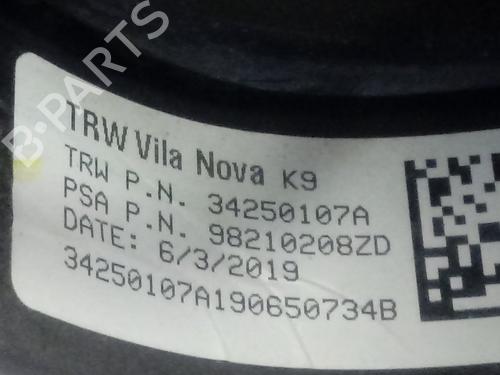 B-PARTS
TRW Vila Nova K9
TRW P.N. 34250107A
PSA P.N. 98210208ZD
DATE: 6/3/2019
34250107A190650734B